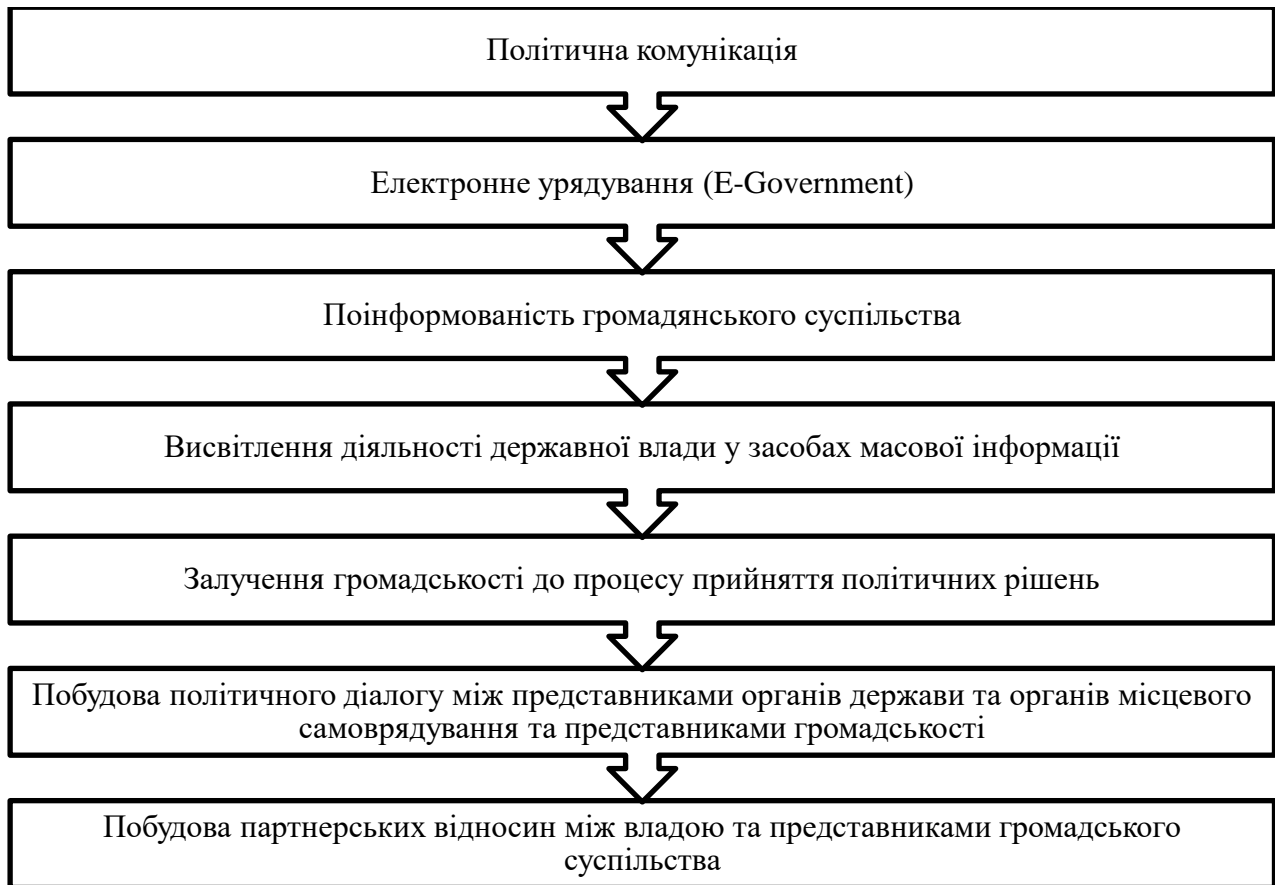 Політична комунікація
Електронне урядування (E-Government)
Поінформованість громадянського суспільства
Висвітлення діяльності державної влади у засобах масової інформації
Залучення громадськості до процесу прийняття політичних рішень
Побудова політичного діалогу між представниками органів держави та органів місцевого
самоврядування та представниками громадськості
Побудова партнерських відносин між владою та представниками громадського
суспільства